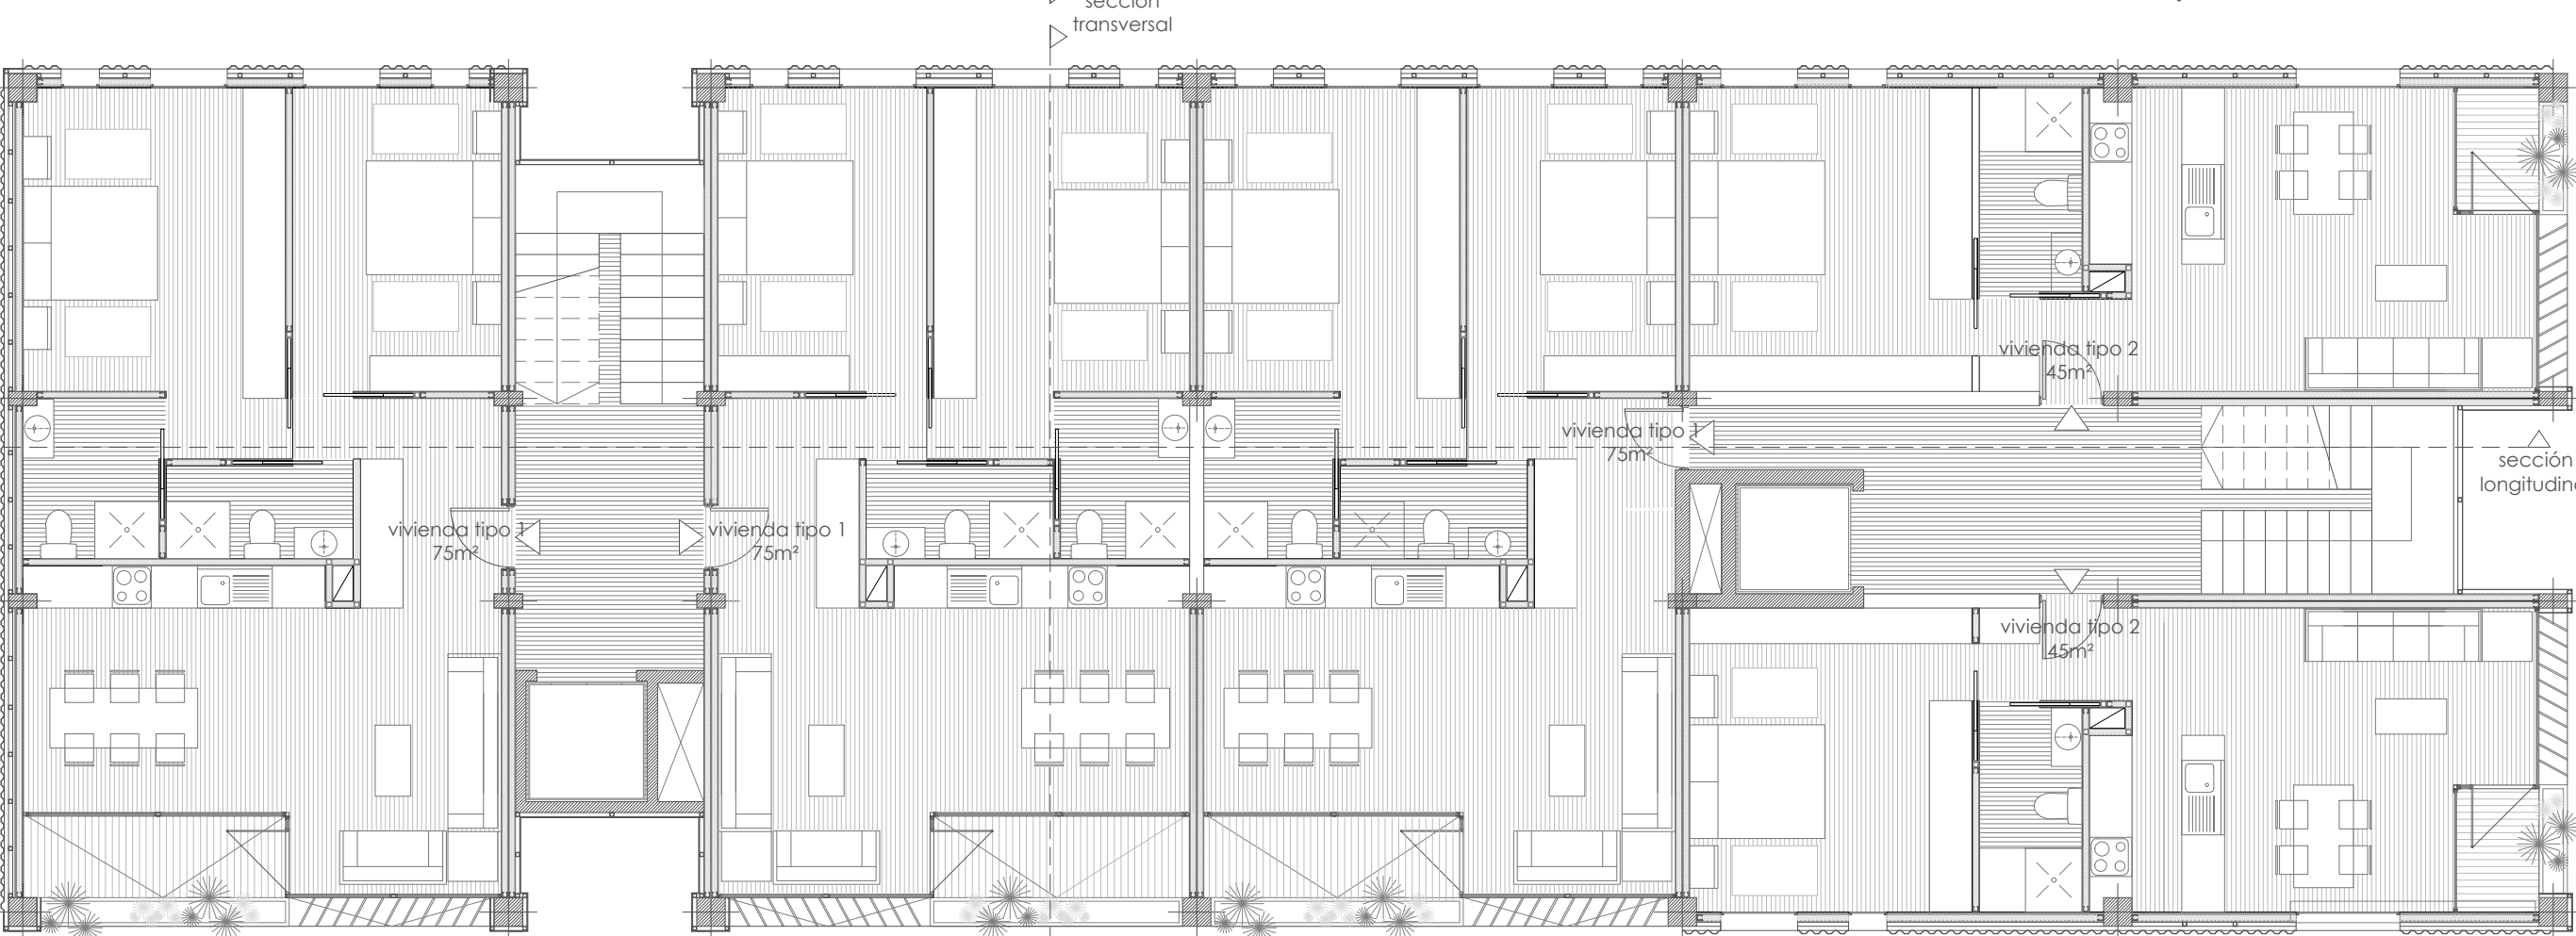 sección
transversal
vivienda tipo 2
45m²
vivienda tipo 1
75m²
sección
vivienda tipo 1
75m²
vivienda tipo 1
75m²
vivienda tipo 2
45m²